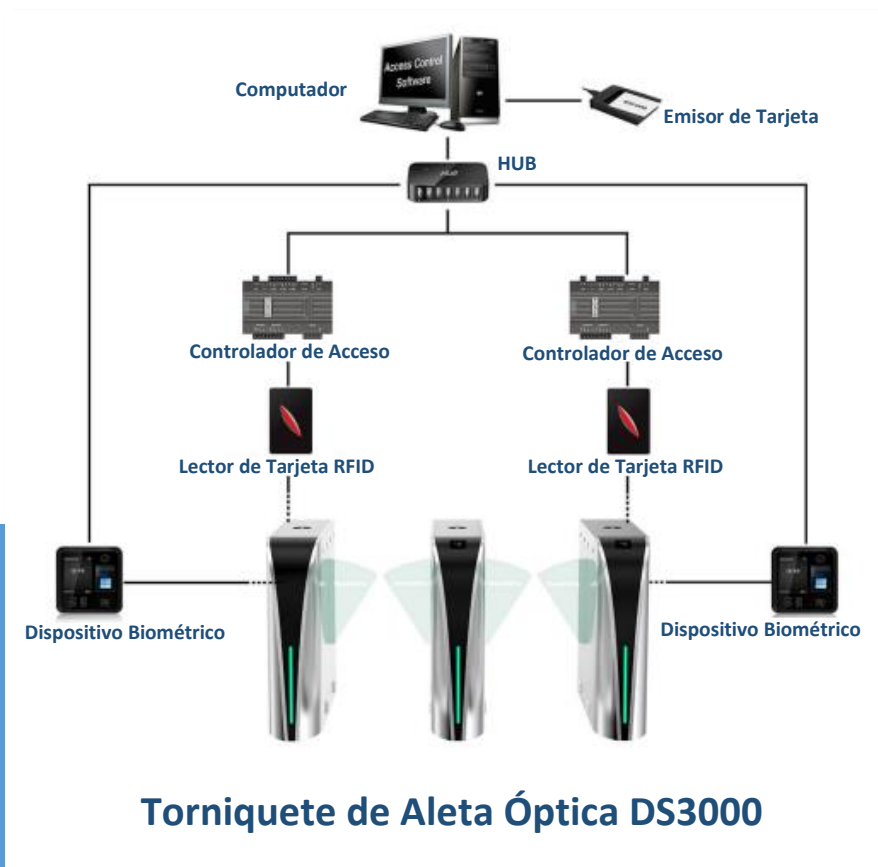 Access Control
Software
Computador
Emisor de Tarjeta
HUB
HUB
Controlador de Acceso
Controlador de Acceso
Lector de Tarjeta RFID
Lector de Tarjeta RFID
Dispositivo Biométrico
Dispositivo Biométrico
Torniquete de Aleta Óptica DS3000